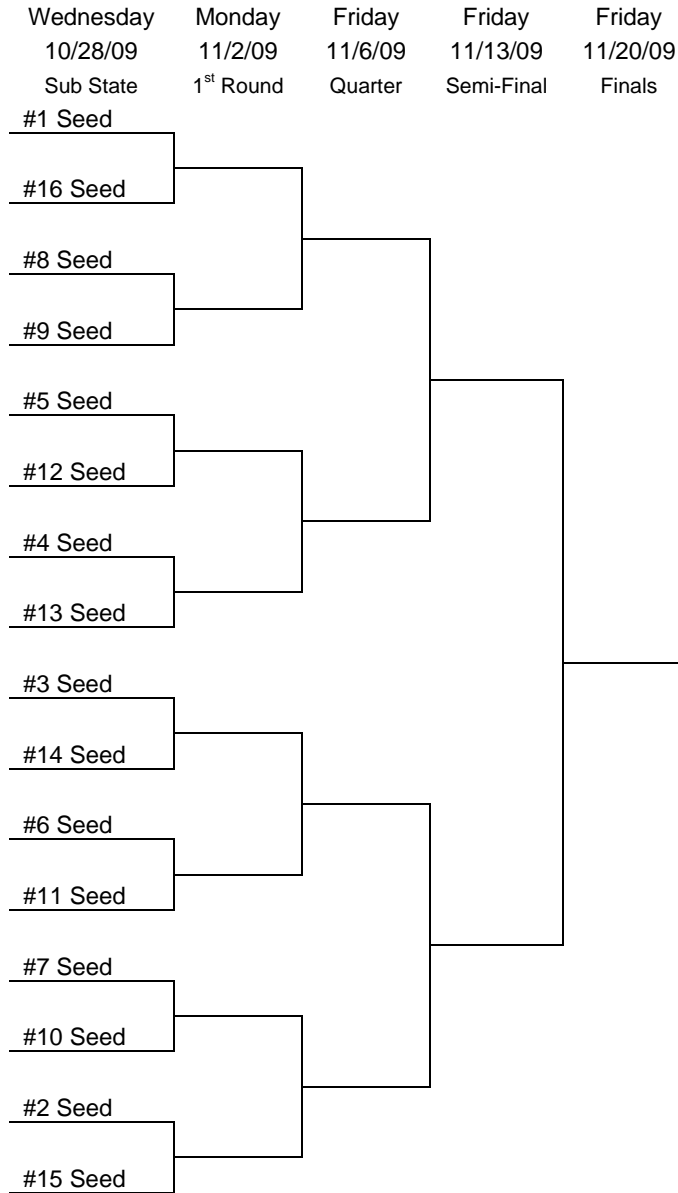 Wednesday Monday Friday Friday Friday
10/28/09 11/2/09 11/6/09 11/13/09 11/20/09
Sub State 1st Round Quarter Semi-Final Finals
#1 Seed
#16 Seed
#8 Seed
#9 Seed
#5 Seed
#12 Seed
#4 Seed
#13 Seed
#3 Seed
#14 Seed
#6 Seed
#11 Seed
#7 Seed
#10 Seed
#2 Seed
#15 Seed